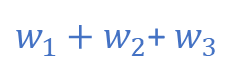 w₁ + w₂+ w₃